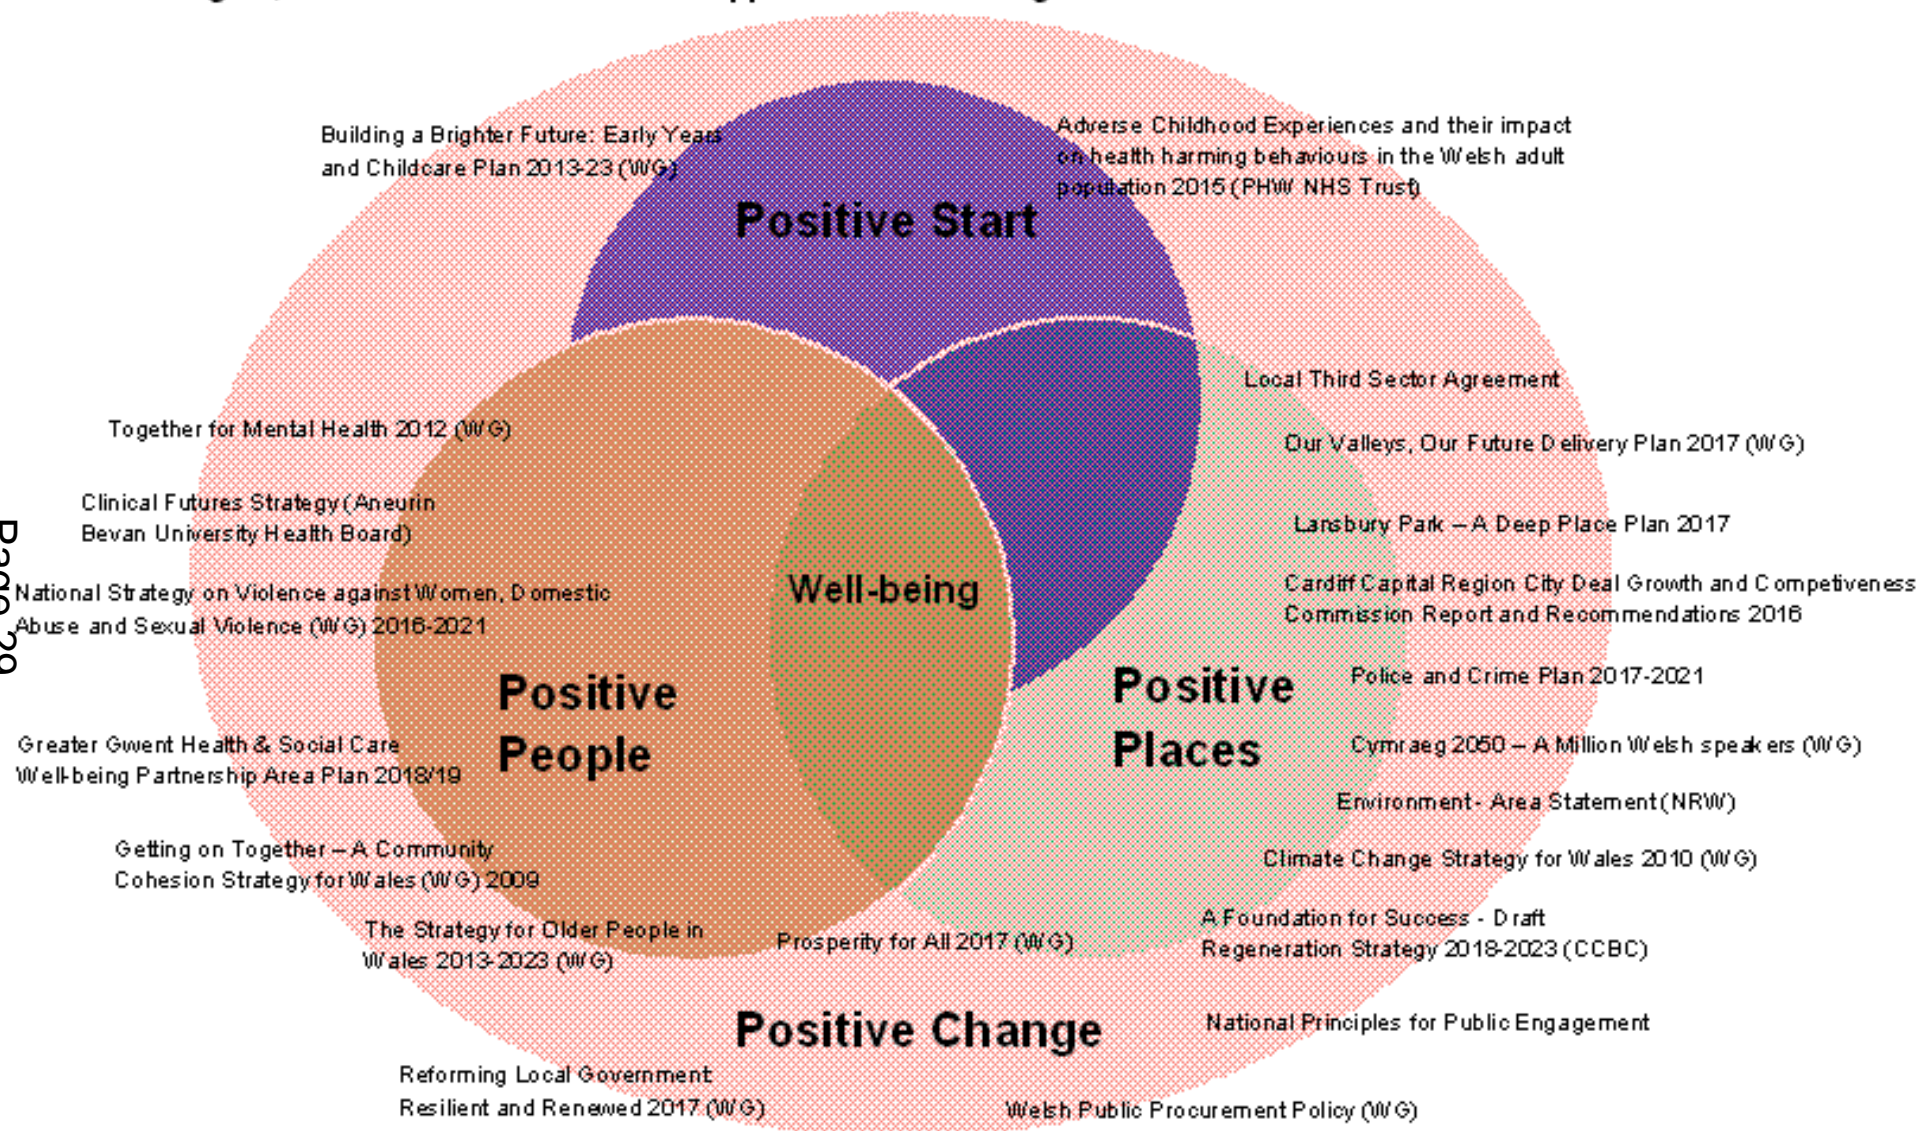 Building a Brighter Future: Early Years
and Childcare Plan 2013-23 (WG)
Adverse Childhood Experiences and their impact
on health harming behaviours in the Welsh adult
population 2015 (PHW NHS Trust)
Positive Start
Local Third Sector Agreement
Together for Mental Health 2012 (WG)
Our Valleys, Our Future Delivery Plan 2017 (WG)
Clinical Futures Strategy (Aneurin
Bevan University Health Board)
Lansbury Park – A Deep Place Plan 2017
National Strategy on Violence against Women, Domestic
Abuse and Sexual Violence (WG) 2016-2021
Well-being
Cardiff Capital Region City Deal Growth and Competiveness
Commission Report and Recommendations 2016
Page 29
Positive
People
Positive
Places
Police and Crime Plan 2017-2021
Greater Gwent Health & Social Care
Well-being Partnership Area Plan 2018/19
Cymraeg 2050 – A Million Welsh speakers (WG)
Environment- Area Statement (NRW)
Getting on Together – A Community
Cohesion Strategy for Wales (WG) 2009
Climate Change Strategy for Wales 2010 (WG)
The Strategy for Older People in
Wales 2013-2023 (WG)
Prosperity for All 2017 (WG)
A Foundation for Success - Draft
Regeneration Strategy 2018-2023 (CCBC)
Positive Change
National Principles for Public Engagement
Reforming Local Government:
Resilient and Renewed 2017 (WG)
Welsh Public Procurement Policy (WG)